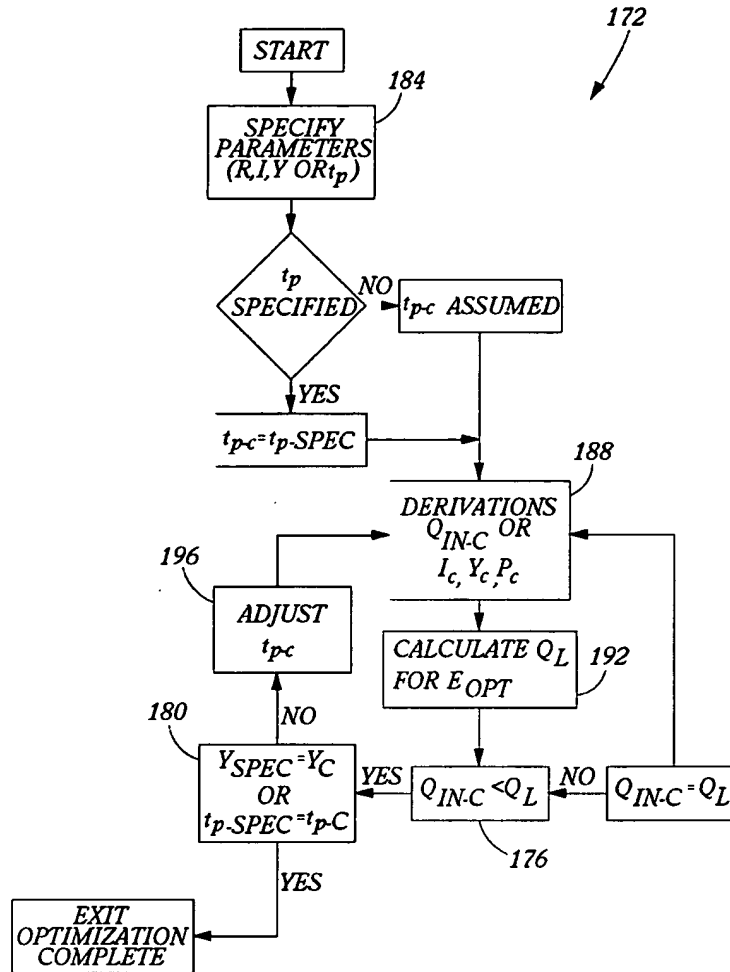 172
START
184
SPECIFY
PARAMETERS
(R,I,Y ORtp)
tp
SPECIFIED
NO
tp-c ASSUMED
YES
tp-c=tp-SPEC
188
DERIVATIONS
QIN-C OR
Ic, Yc, Pc
196
ADJUST
tp-c
CALCULATE QL
FOR EOPT
192
NO
180
YSPEC=YC
OR
tp-SPEC=tp-C
YES
QIN-C<QL
NO
QIN-C=QL
176
YES
EXIT
OPTIMIZATION
COMPLETE